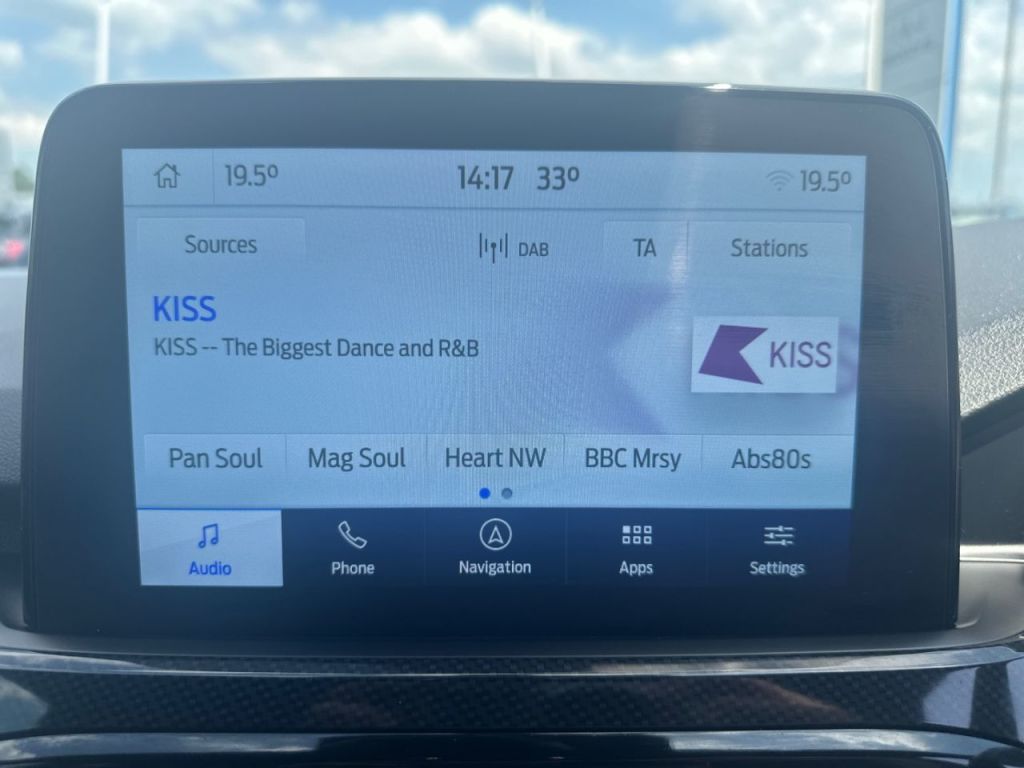 19.5º 14:17 33º 19.5º
Sources DAB TA Stations
KISS
KISS -- The Biggest Dance and R&B
KISS
Pan Soul Mag Soul Heart NW BBC Mrsy Abs80s
Audio Phone Navigation Apps Settings